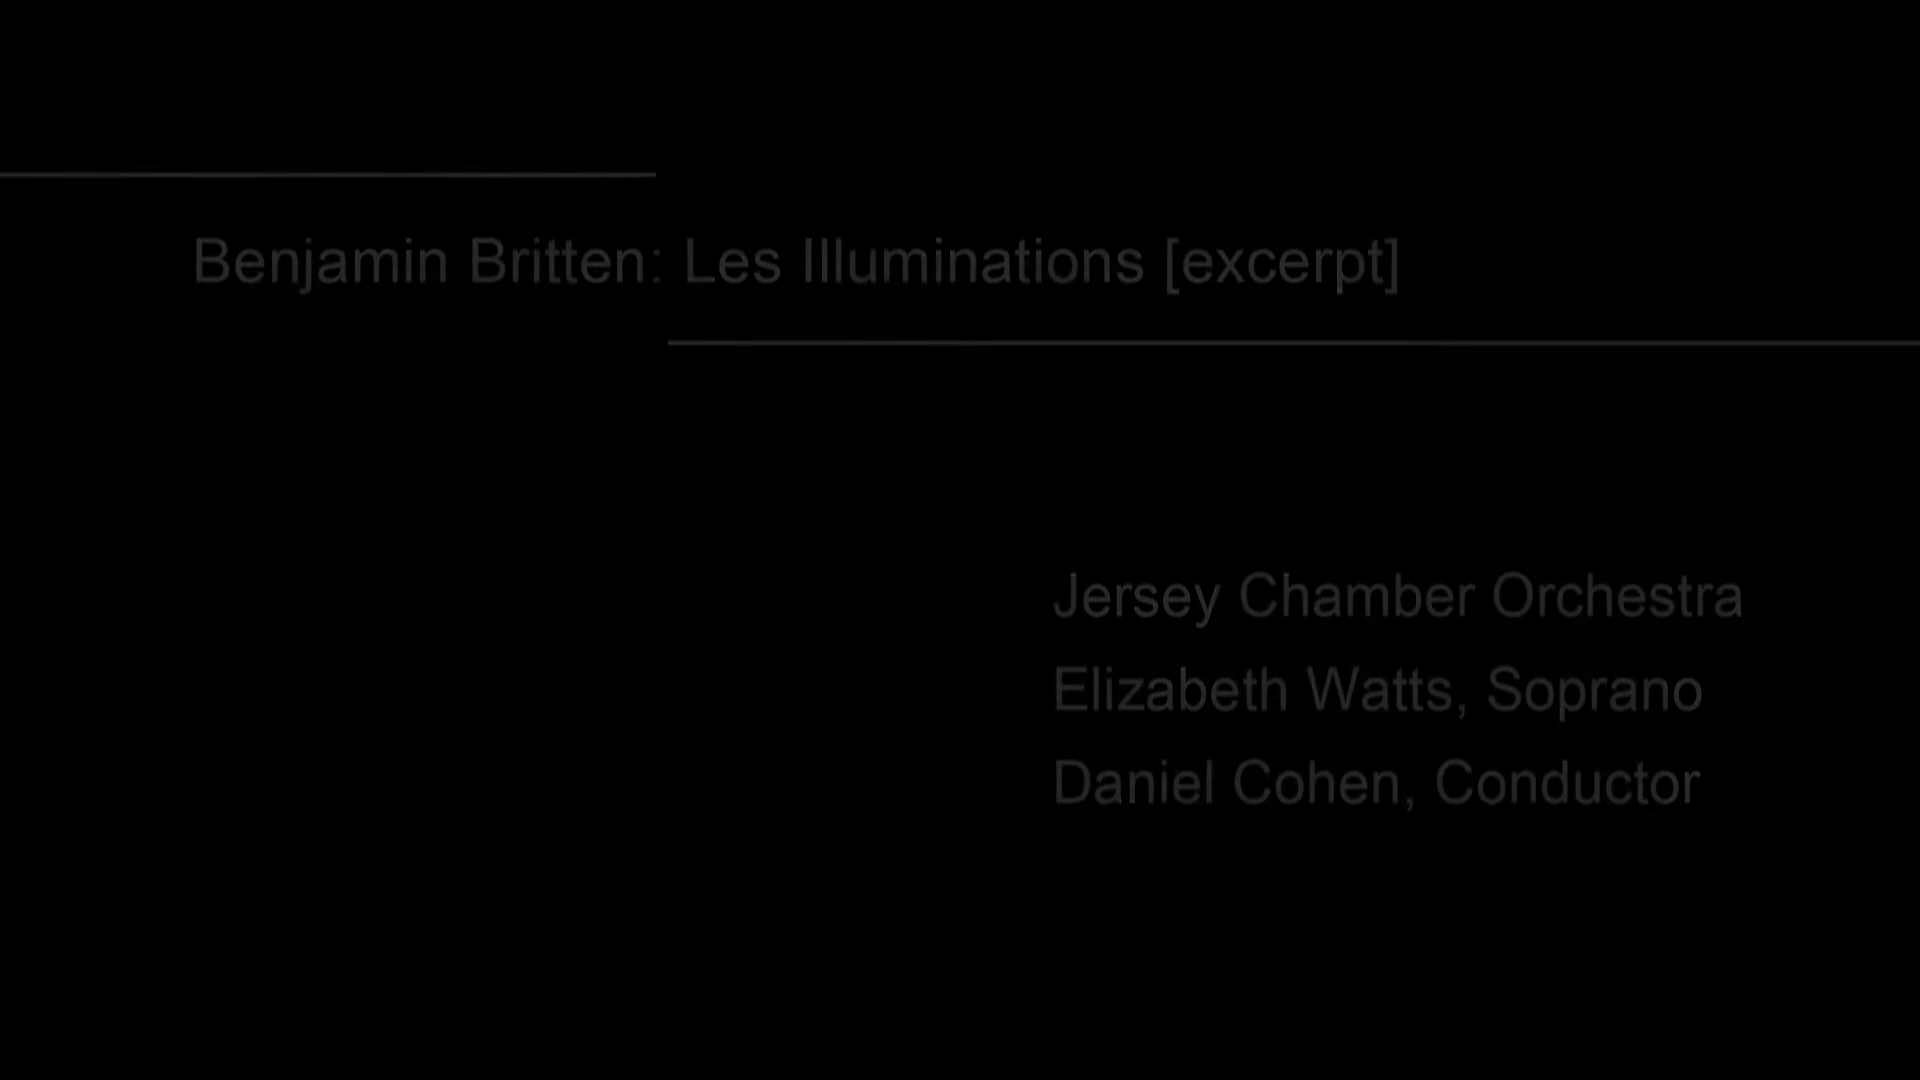 Benjamin Britten: Les Illuminations [excerpt]
Jersey Chamber Orchestra
Elizabeth Watts, Soprano
Daniel Cohen, Conductor